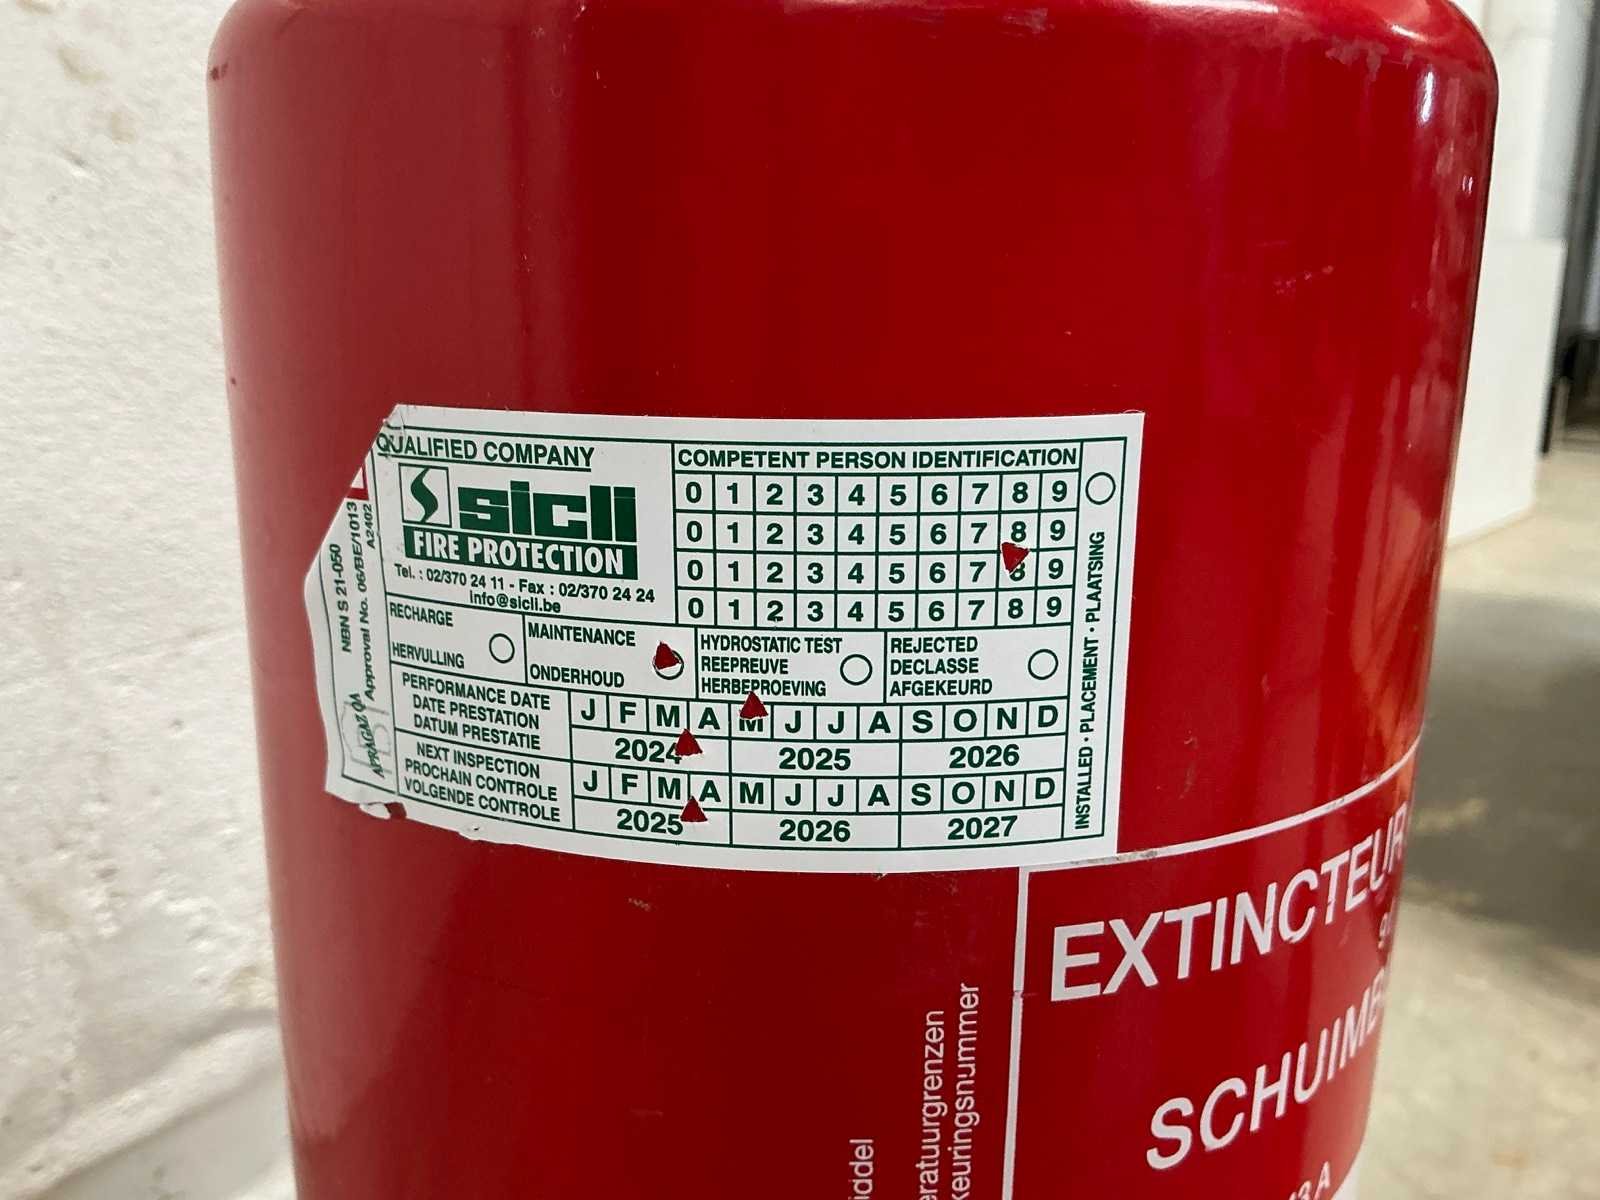 QUALIFIED COMPANY
sicli
FIRE PROTECTION
Tel. : 02/370 24 11 - Fax : 02/370 24 24
info@sicli.be
COMPETENT PERSON IDENTIFICATION
0 1 2 3 4 5 6 7 8 9
0 1 2 3 4 5 6 7 8 9
0 1 2 3 4 5 6 7 8 9
0 1 2 3 4 5 6 7 8 9
RECHARGE
HERVULLING
MAINTENANCE
ONDERHOUD
HYDROSTATIC TEST
REEPREUVE
HERBEPROEVING
REJECTED
DECLASSE
AFGEKEURD
PERFORMANCE DATE
DATE PRESTATION
DATUM PRESTATIE
J F M A M J J A S O N D
2024 2025 2026
NEXT INSPECTION
PROCHAIN CONTROLE
VOLGENDE CONTROLE
J F M A M J J A S O N D
2025 2026 2027
INSTALLED • PLACEMENT • PLAATSING
NBN S 21-050
Approval No. 06/BE/1013
A2402
APRAGAZ QA
EXTINCTEUR
SCHUIM